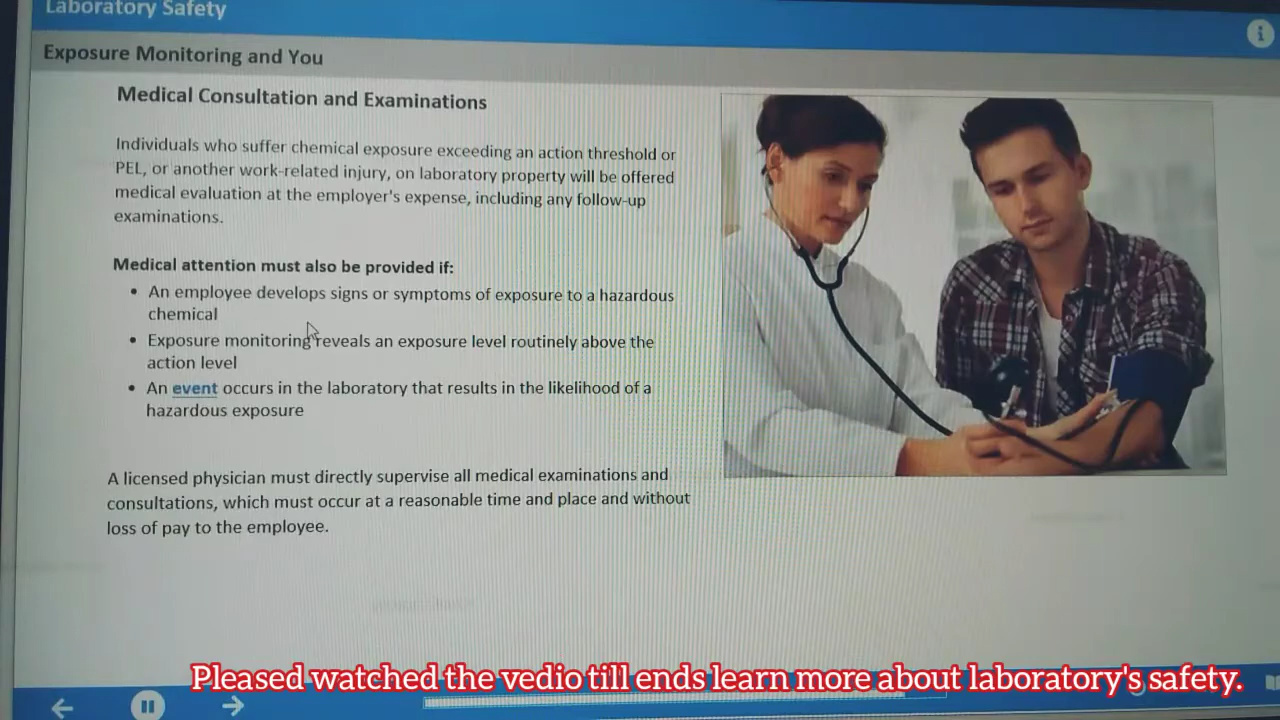 Laboratory Safety
Exposure Monitoring and You
Medical Consultation and Examinations
Individuals who suffer chemical exposure exceeding an action threshold or
PEL, or another work-related injury, on laboratory property will be offered
medical evaluation at the employer's expense, including any follow-up
examinations.
Medical attention must also be provided if:
• An employee develops signs or symptoms of exposure to a hazardous
chemical
• Exposure monitoring reveals an exposure level routinely above the
action level
• An event occurs in the laboratory that results in the likelihood of a
hazardous exposure
A licensed physician must directly supervise all medical examinations and
consultations, which must occur at a reasonable time and place and without
loss of pay to the employee.
Pleased watched the vedio till ends learn more about laboratory's safety.